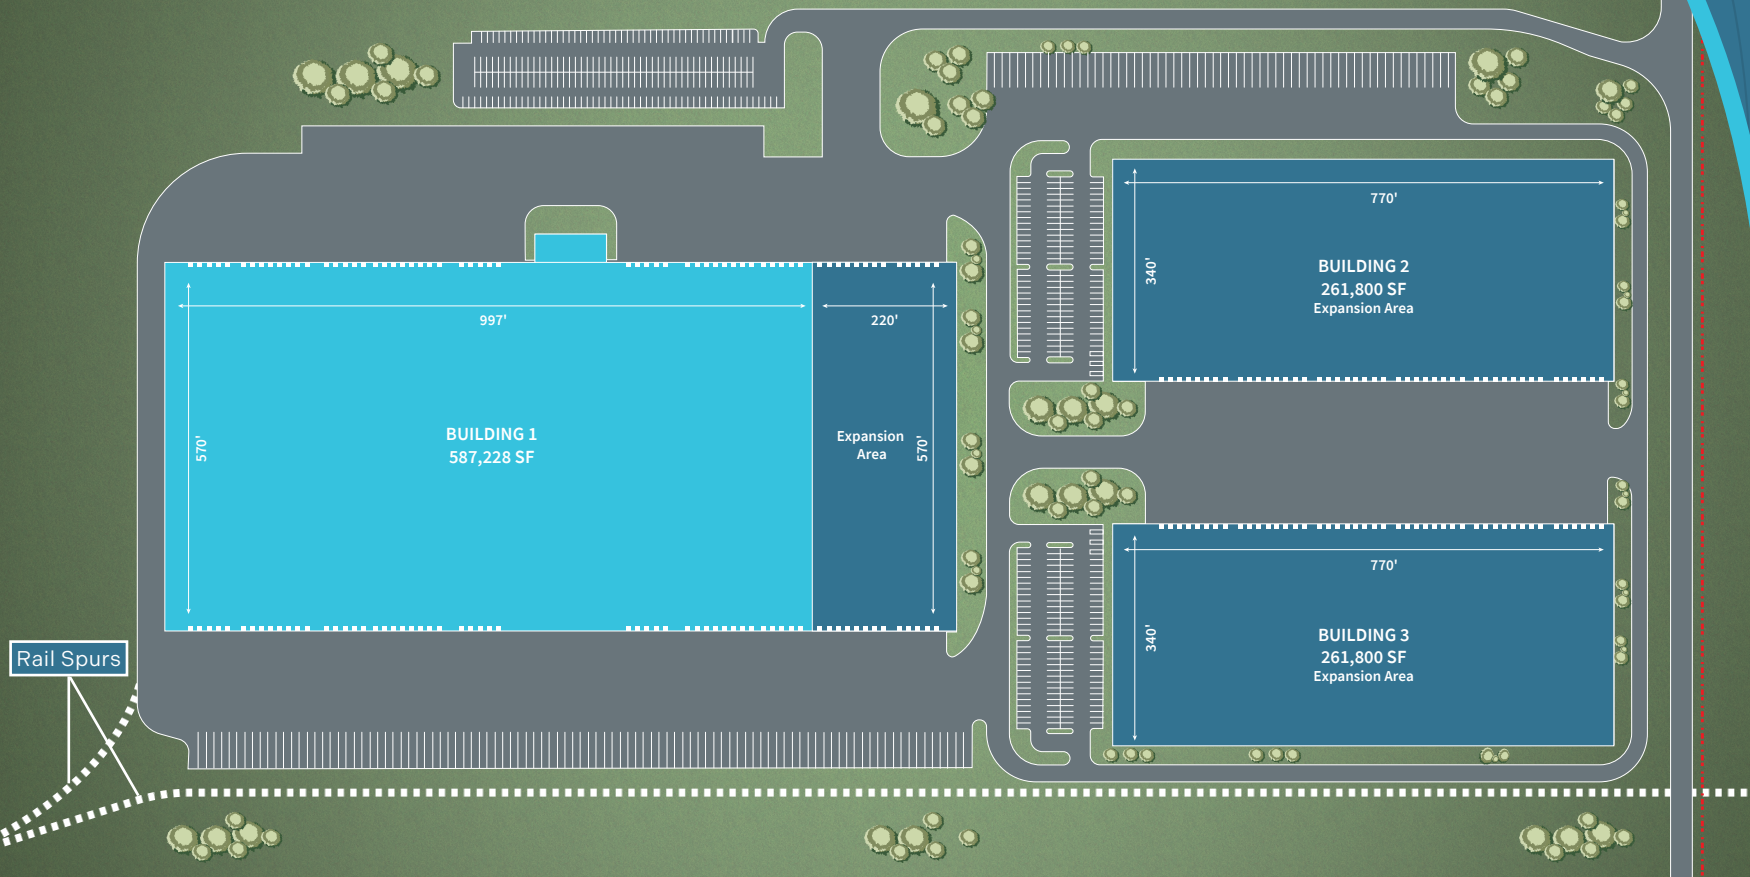 770'
340'
BUILDING 2
261,800 SF
Expansion Area
997'
220'
570'
BUILDING 1
587,228 SF
Expansion
Area
570'
770'
340'
BUILDING 3
261,800 SF
Expansion Area
Rail Spurs